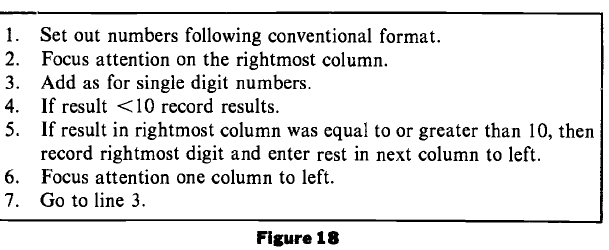 1. Set out numbers following conventional format.
2. Focus attention on the rightmost column.
3. Add as for single digit numbers.
4. If result <10 record results.
5. If result in rightmost column was equal to or greater than 10, then
record rightmost digit and enter rest in next column to left.
6. Focus attention one column to left.
7. Go to line 3.
Figure 18